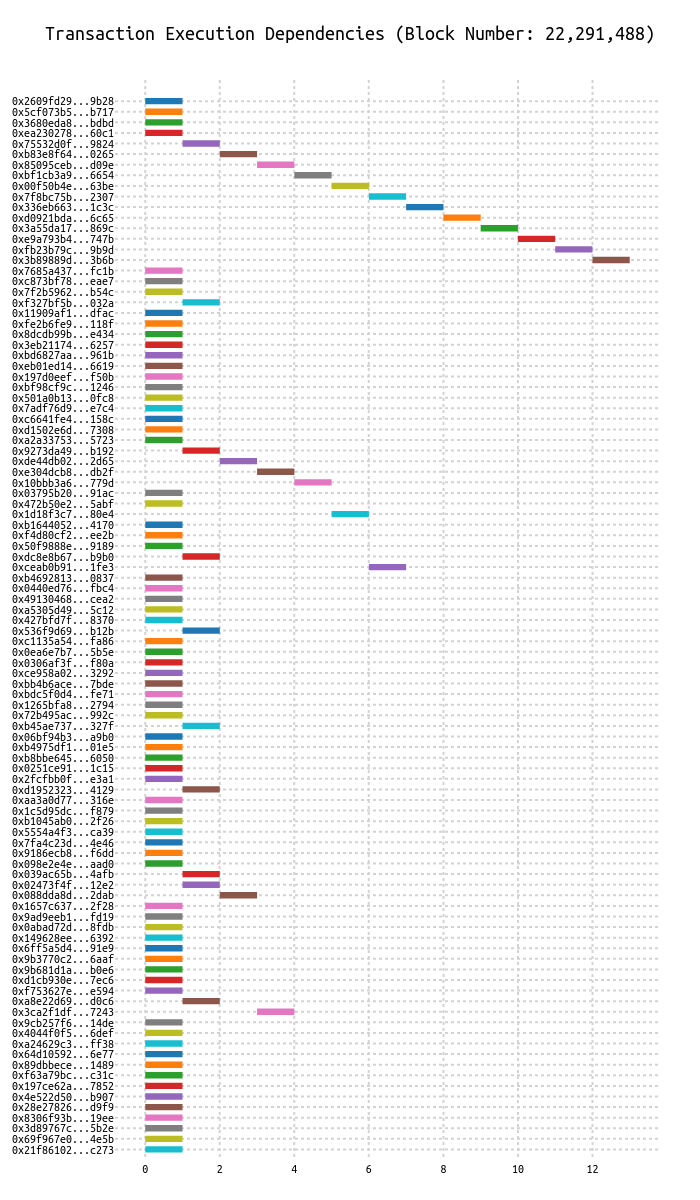 Transaction Execution Dependencies (Block Number: 22,291,488)
0x2609fd29...9b28
0x5cf073b5...b717
0x3680eda8...bdbd
0xea230278...60c1
0x75532d0f...9824
0xb83e8f64...0265
0x85095ceb...d09e
0xbf1cb3a9...6654
0x00f50b4e...63be
0x7f8bc75b...2307
0x336eb663...1c3c
0xd0921bda...6c65
0x3a55da17...869c
0xe9a793b4...747b
0xfb23b79c...9b9d
0x3b89889d...3b6b
0x7685a437...fc1b
0xc873bf78...eae7
0x7f2b5962...b54c
0xf327bf5b...032a
0x11909af1...dfac
0xfe2b6fe9...118f
0x8dcdb99b...e434
0x3eb21174...6257
0xbd6827aa...961b
0xeb01ed14...6619
0x197d0eef...f50b
0xbf98cf9c...1246
0x501a0b13...0fc8
0x7adf76d9...e7c4
0xc6641fe4...158c
0xd1502e6d...7308
0xa2a33753...5723
0x9273da49...b192
0xde44db02...2d65
0xe304dcb8...db2f
0x10bbb3a6...779d
0x03795b20...91ac
0x472b50e2...5abf
0x1d18f3c7...80e4
0xb1644052...4170
0xf4d80cf2...ee2b
0x50f9888e...9189
0xdc8e8b67...b9b0
0xceab0b91...1fe3
0xb4692813...0837
0x0440ed76...fbc4
0x49130468...cea2
0xa5305d49...5c12
0x427bfd7f...8370
0x536f9d69...b12b
0xc1135a54...fa86
0x0ea6e7b7...5b5e
0x0306af3f...f80a
0xce958a02...3292
0xbb4b6ace...7bde
0xbdc5f0d4...fe71
0x1265bfa8...2794
0x72b495ac...992c
0xb45ae737...327f
0x06bf94b3...a9b0
0xb4975df1...01e5
0xb8bbe645...6050
0x0251ce91...1c15
0x2fcfbb0f...e3a1
0xd1952323...4129
0xaa3a0d77...316e
0x1c5d95dc...f879
0xb1045ab0...2f26
0x5554a4f3...ca39
0x7fa4c23d...4e46
0x9186ecb8...f6dd
0x098e2e4e...aad0
0x039ac65b...4afb
0x02473f4f...12e2
0x088dda8d...2dab
0x1657c637...2f28
0x9ad9eeb1...fd19
0x0abad72d...8fdb
0x149628ee...6392
0x6ff5a5d4...91e9
0x9b3770c2...6aaf
0x9b681d1a...b0e6
0xd1cb930e...7ec6
0xf753627e...e594
0xa8e22d69...d0c6
0x3ca2f1df...7243
0x9cb257f6...14de
0x4044f0f5...6def
0xa24629c3...ff38
0x64d10592...6e77
0x89dbbece...1489
0xf63a79bc...c31c
0x197ce62a...7852
0x4e522d50...b907
0x28e27826...d9f9
0x8306f93b...19ee
0x3d89767c...5b2e
0x69f967e0...4e5b
0x21f86102...c273
0 2 4 6 8 10 12